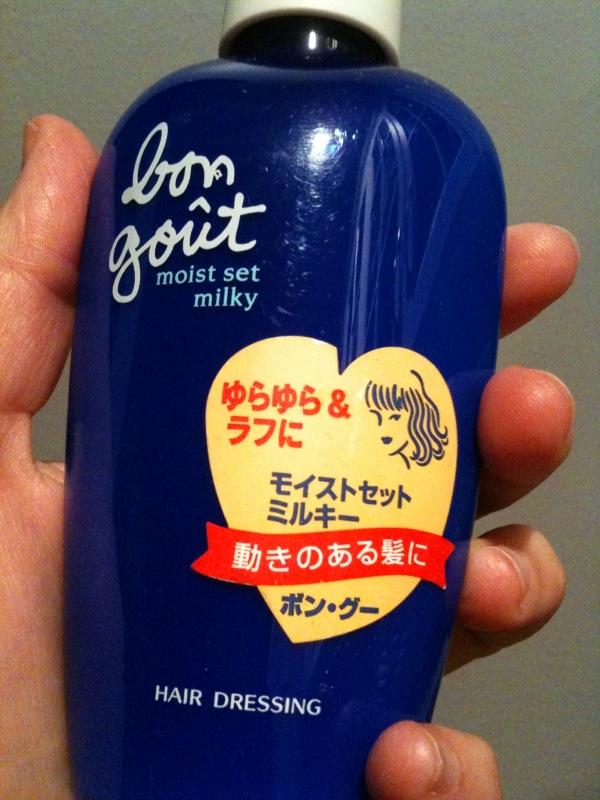 bon
goût
moist set
milky
ゆらゆら&
ラフに
モイストセット
ミルキー
動きのある髪に
ボン・グー
HAIR DRESSING